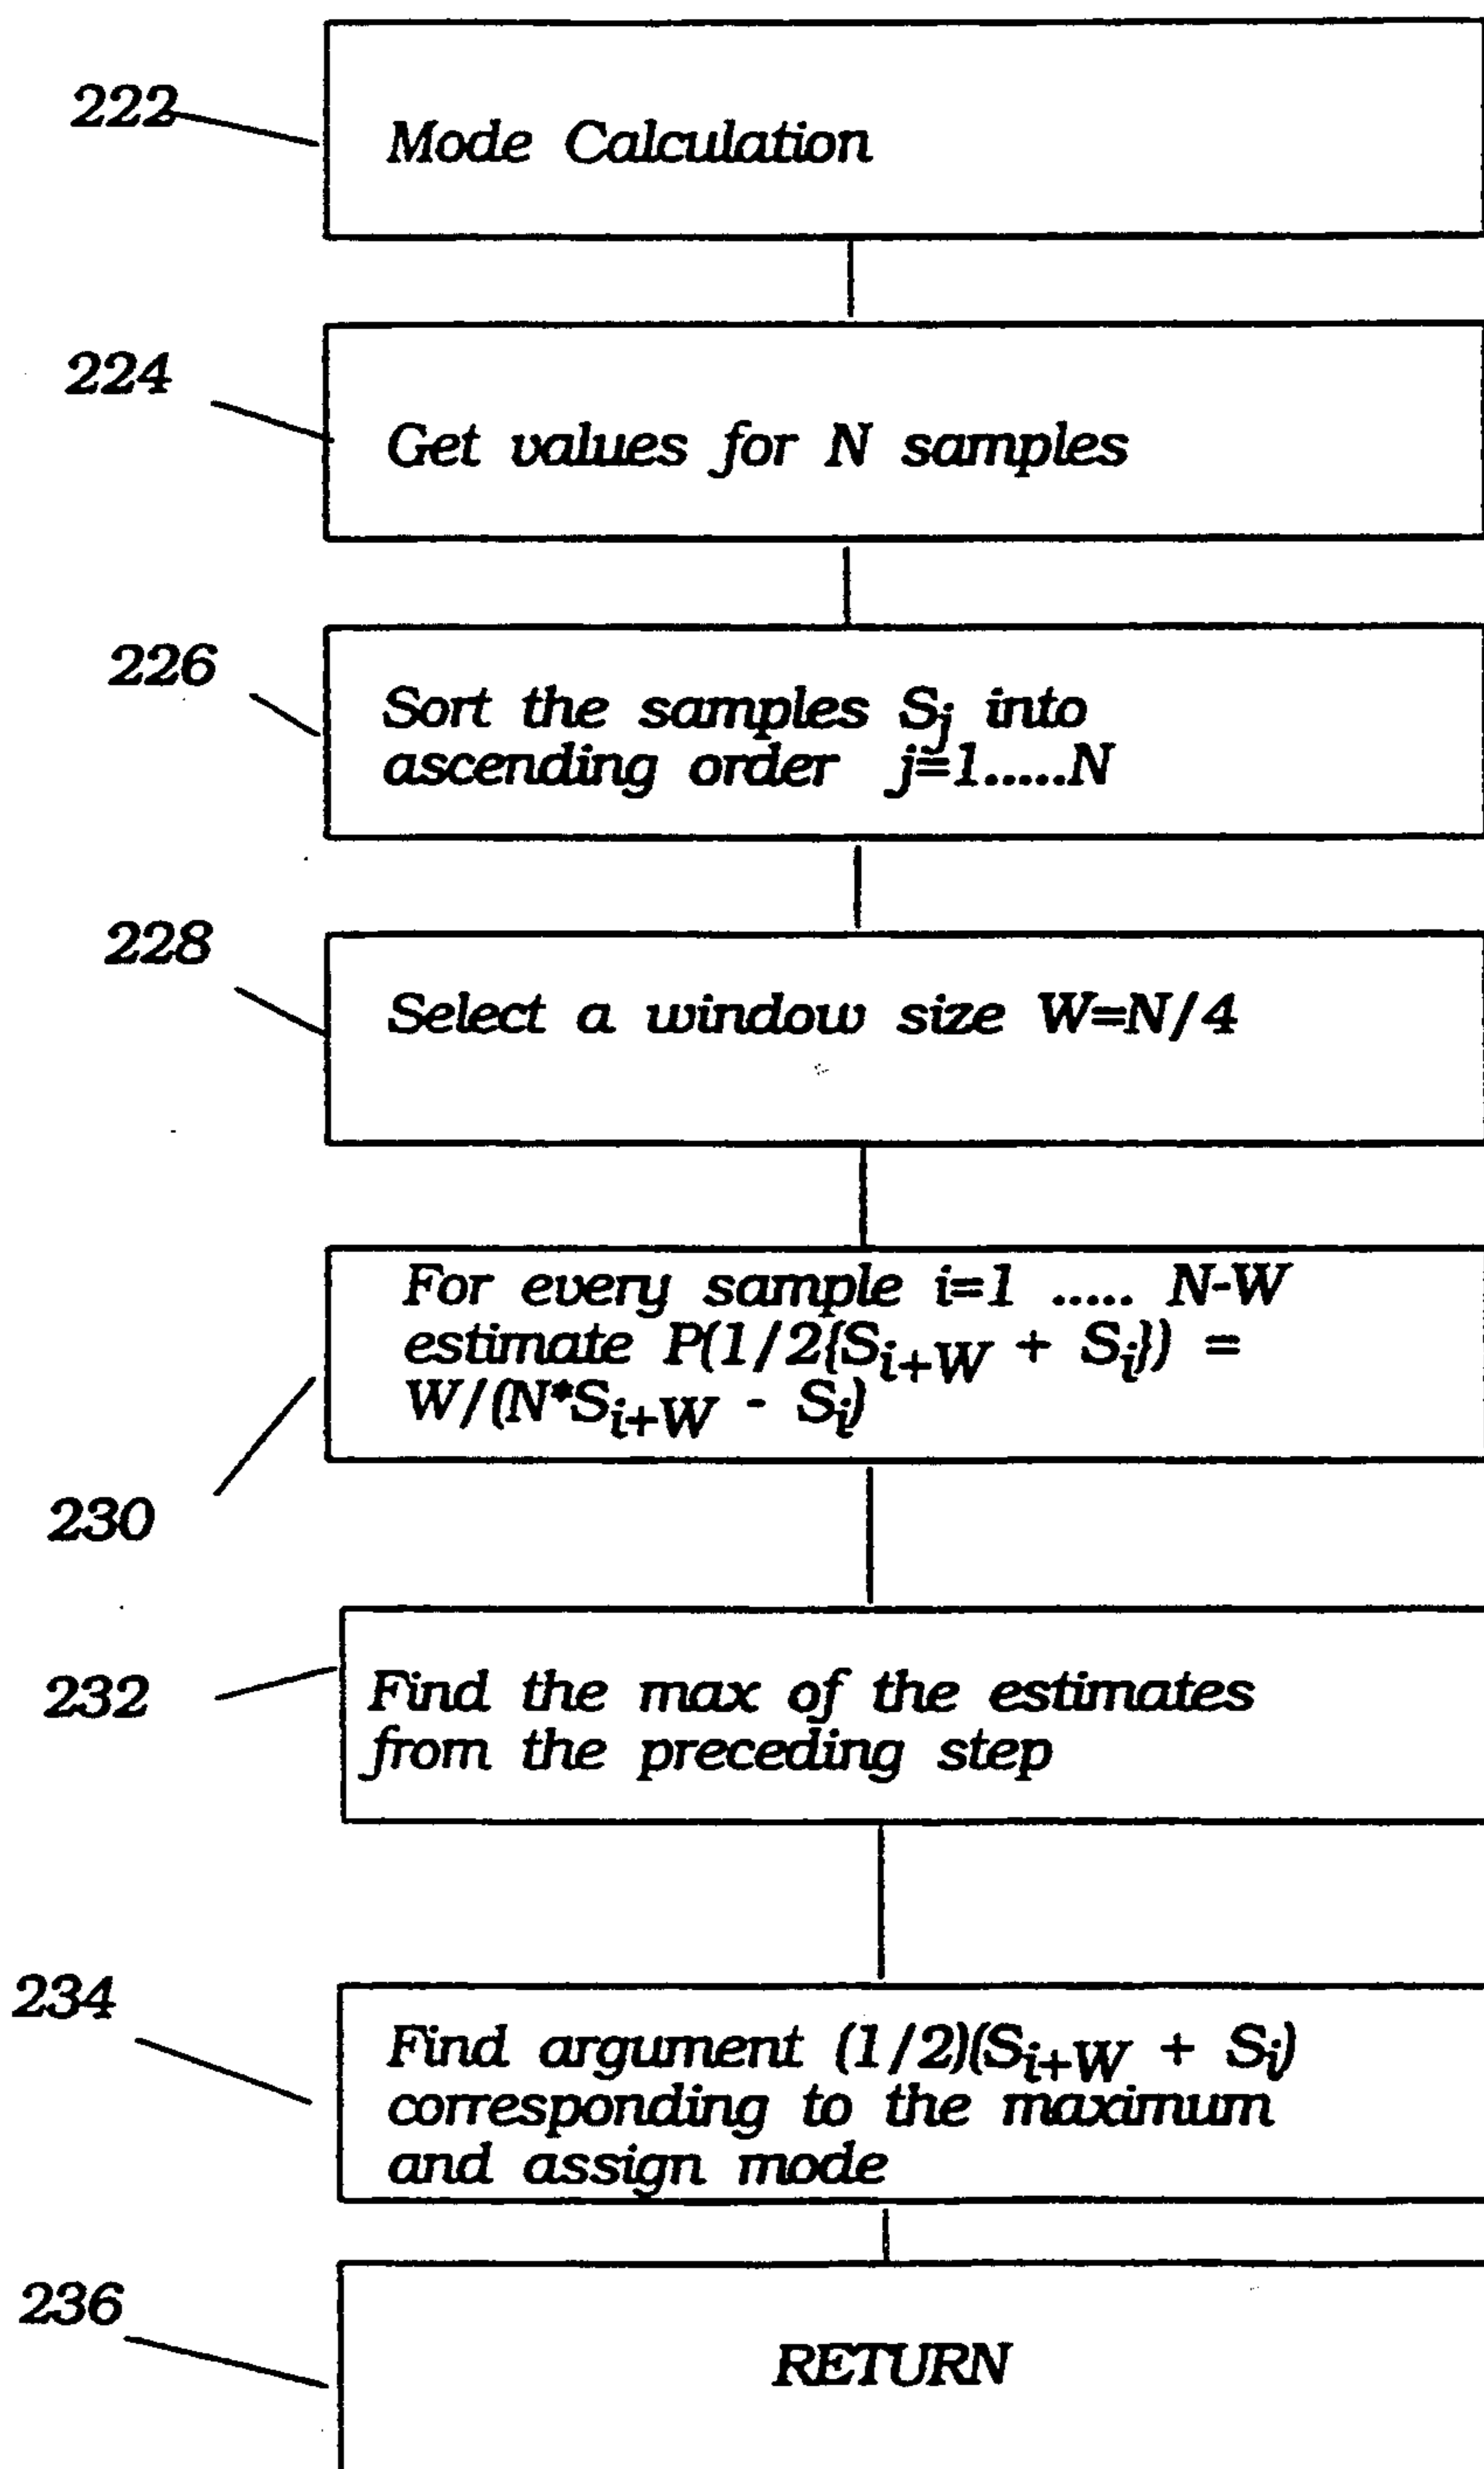 222
Mode Calculation
224
Get values for N samples
226
Sort the samples Sj into
ascending order j=1.....N
228
Select a window size W=N/4
For every sample i=1 ..... N-W
estimate P(1/2{Si+W + Si}) =
W/(N*Si+W - Si)
230
232
Find the max of the estimates
from the preceding step
234
Find argument (1/2)(Si+W + Si)
corresponding to the maximum
and assign mode
236
RETURN